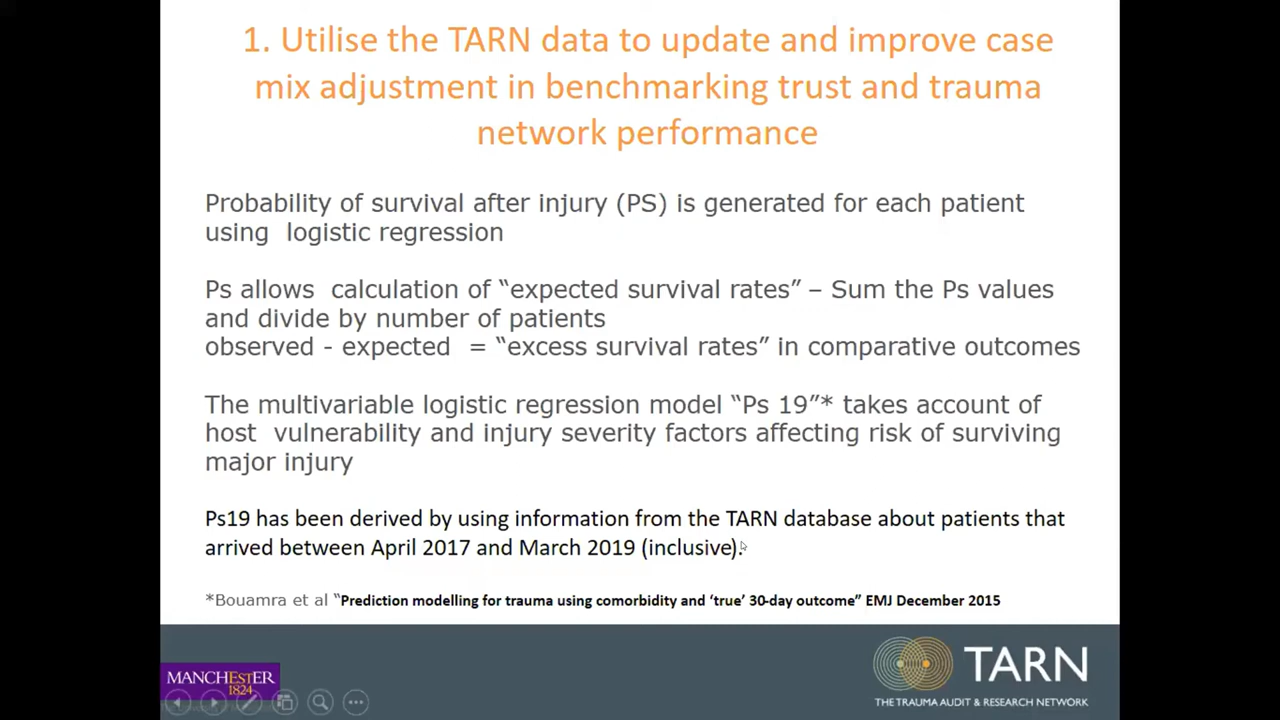 1. Utilise the TARN data to update and improve case
mix adjustment in benchmarking trust and trauma
network performance
Probability of survival after injury (PS) is generated for each patient
using logistic regression
Ps allows calculation of “expected survival rates” – Sum the Ps values
and divide by number of patients
observed - expected = “excess survival rates” in comparative outcomes
The multivariable logistic regression model “Ps 19”* takes account of
host vulnerability and injury severity factors affecting risk of surviving
major injury
Ps19 has been derived by using information from the TARN database about patients that
arrived between April 2017 and March 2019 (inclusive).
*Bouamra et al “Prediction modelling for trauma using comorbidity and ‘true’ 30-day outcome” EMJ December 2015
MANCHESTER
1824
TARN
THE TRAUMA AUDIT & RESEARCH NETWORK